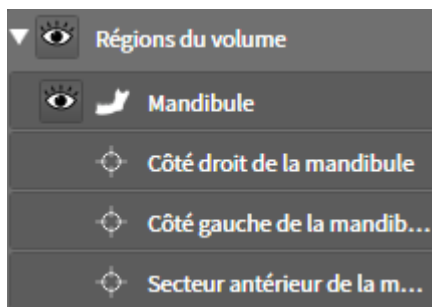 Régions du volume
Mandibule
Côté droit de la mandibule
Côté gauche de la mandib...
Secteur antérieur de la m...